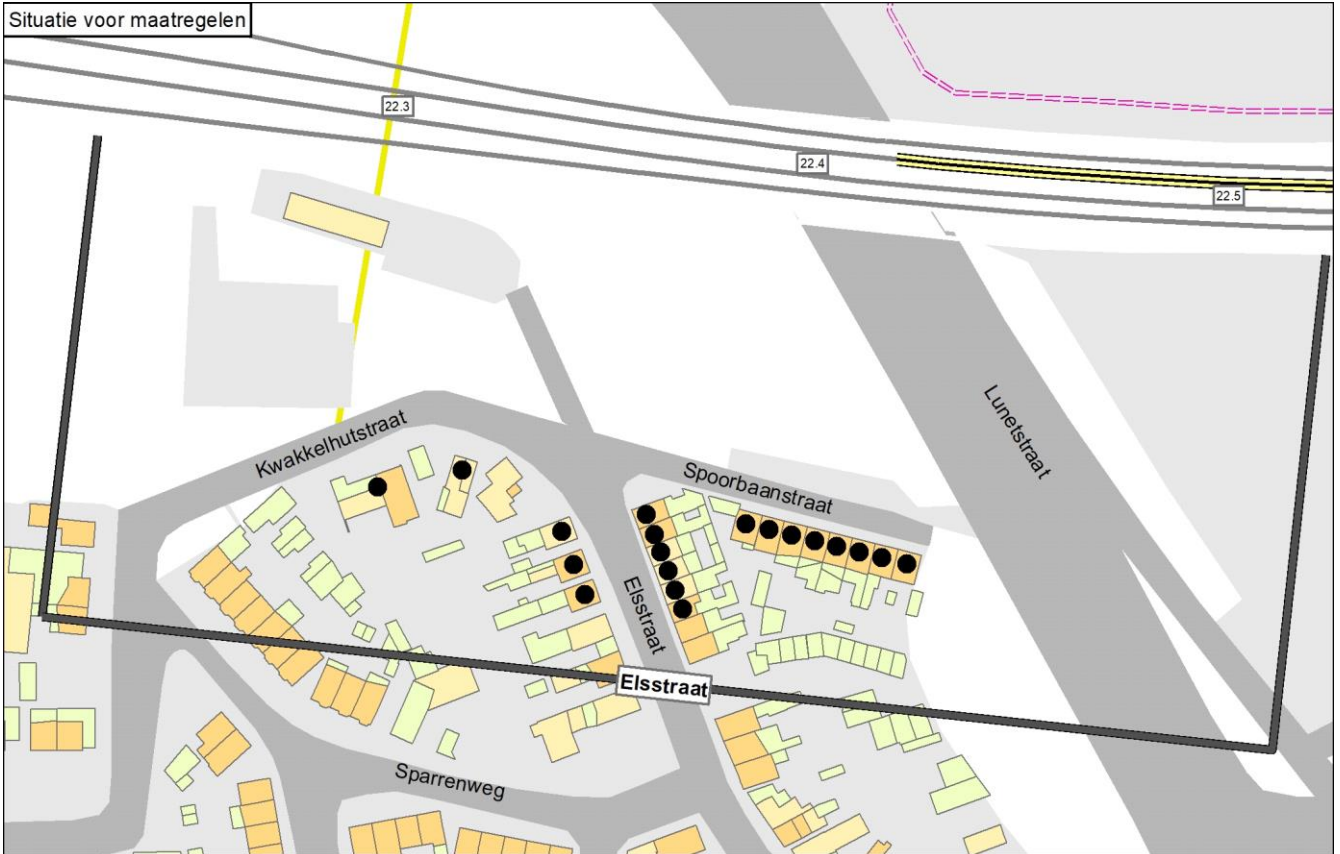 Situatie voor maatregelen
22.3
22.4
22.5
Kwakkelhutstraat
Spoorbaanstraat
Lunetstraat
Elsstraat
Elsstraat
Sparrenweg